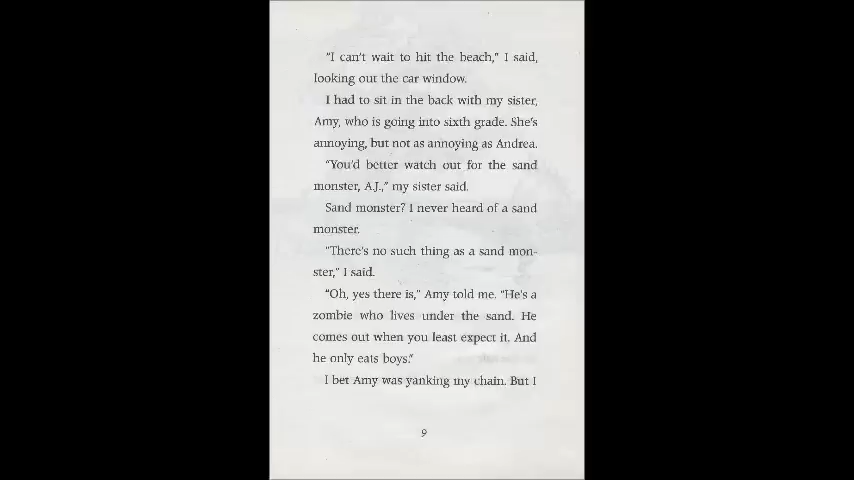 "I can't wait to hit the beach," I said,
looking out the car window.
I had to sit in the back with my sister,
Amy, who is going into sixth grade. She's
annoying, but not as annoying as Andrea.
"You'd better watch out for the sand
monster, A.J.," my sister said.
Sand monster? I never heard of a sand
monster.
"There's no such thing as a sand mon-
ster," I said.
"Oh, yes there is," Amy told me. "He's a
zombie who lives under the sand. He
comes out when you least expect it. And
he only eats boys."
I bet Amy was yanking my chain. But I
9